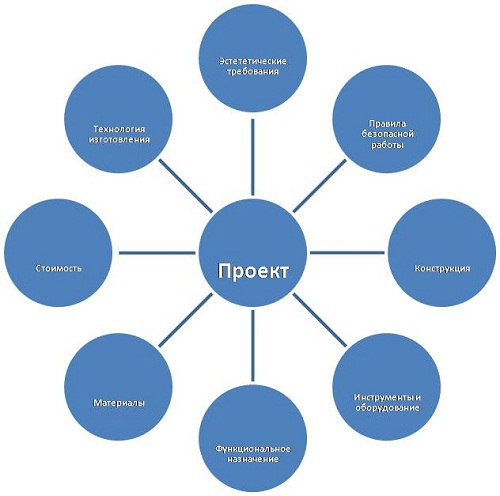 Эстететические
требования
Технология
изготовления
Правила
безопасной
работы
Стоимость
Проект
Конструкция
Материалы
Инструменты и
оборудование
Функциональное
назначение